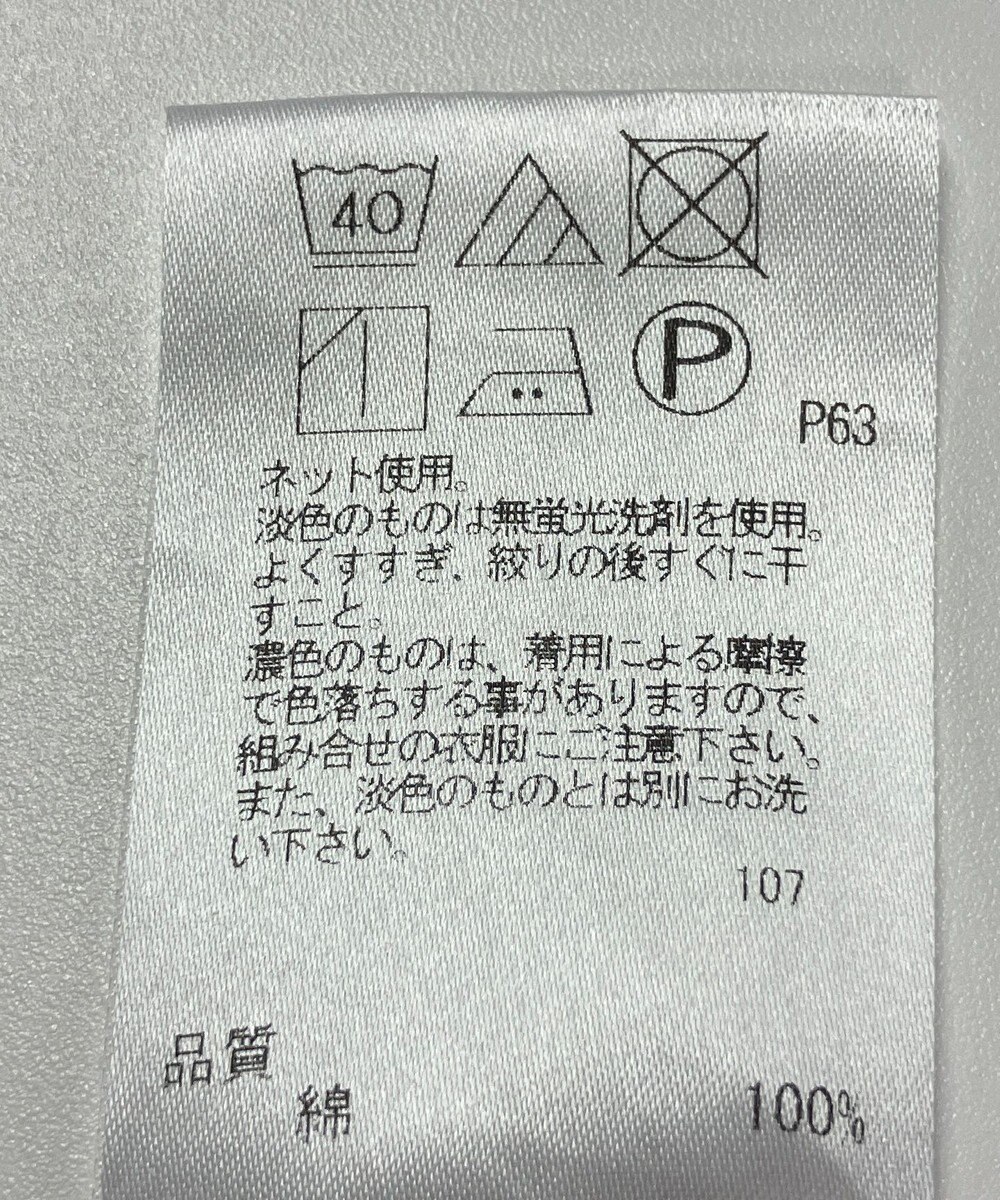 40
P
P63
ネット使用。
淡色のものは無蛍光洗剤を使用。
よくすすぎ、絞りの後すぐに干
すこと。
濃色のものは、着用による摩擦
で色落ちする事がありますので、
組み合せの衣服にご注意下さい。
また、淡色のものとは別にお洗
い下さい。
107
品質
綿 100%